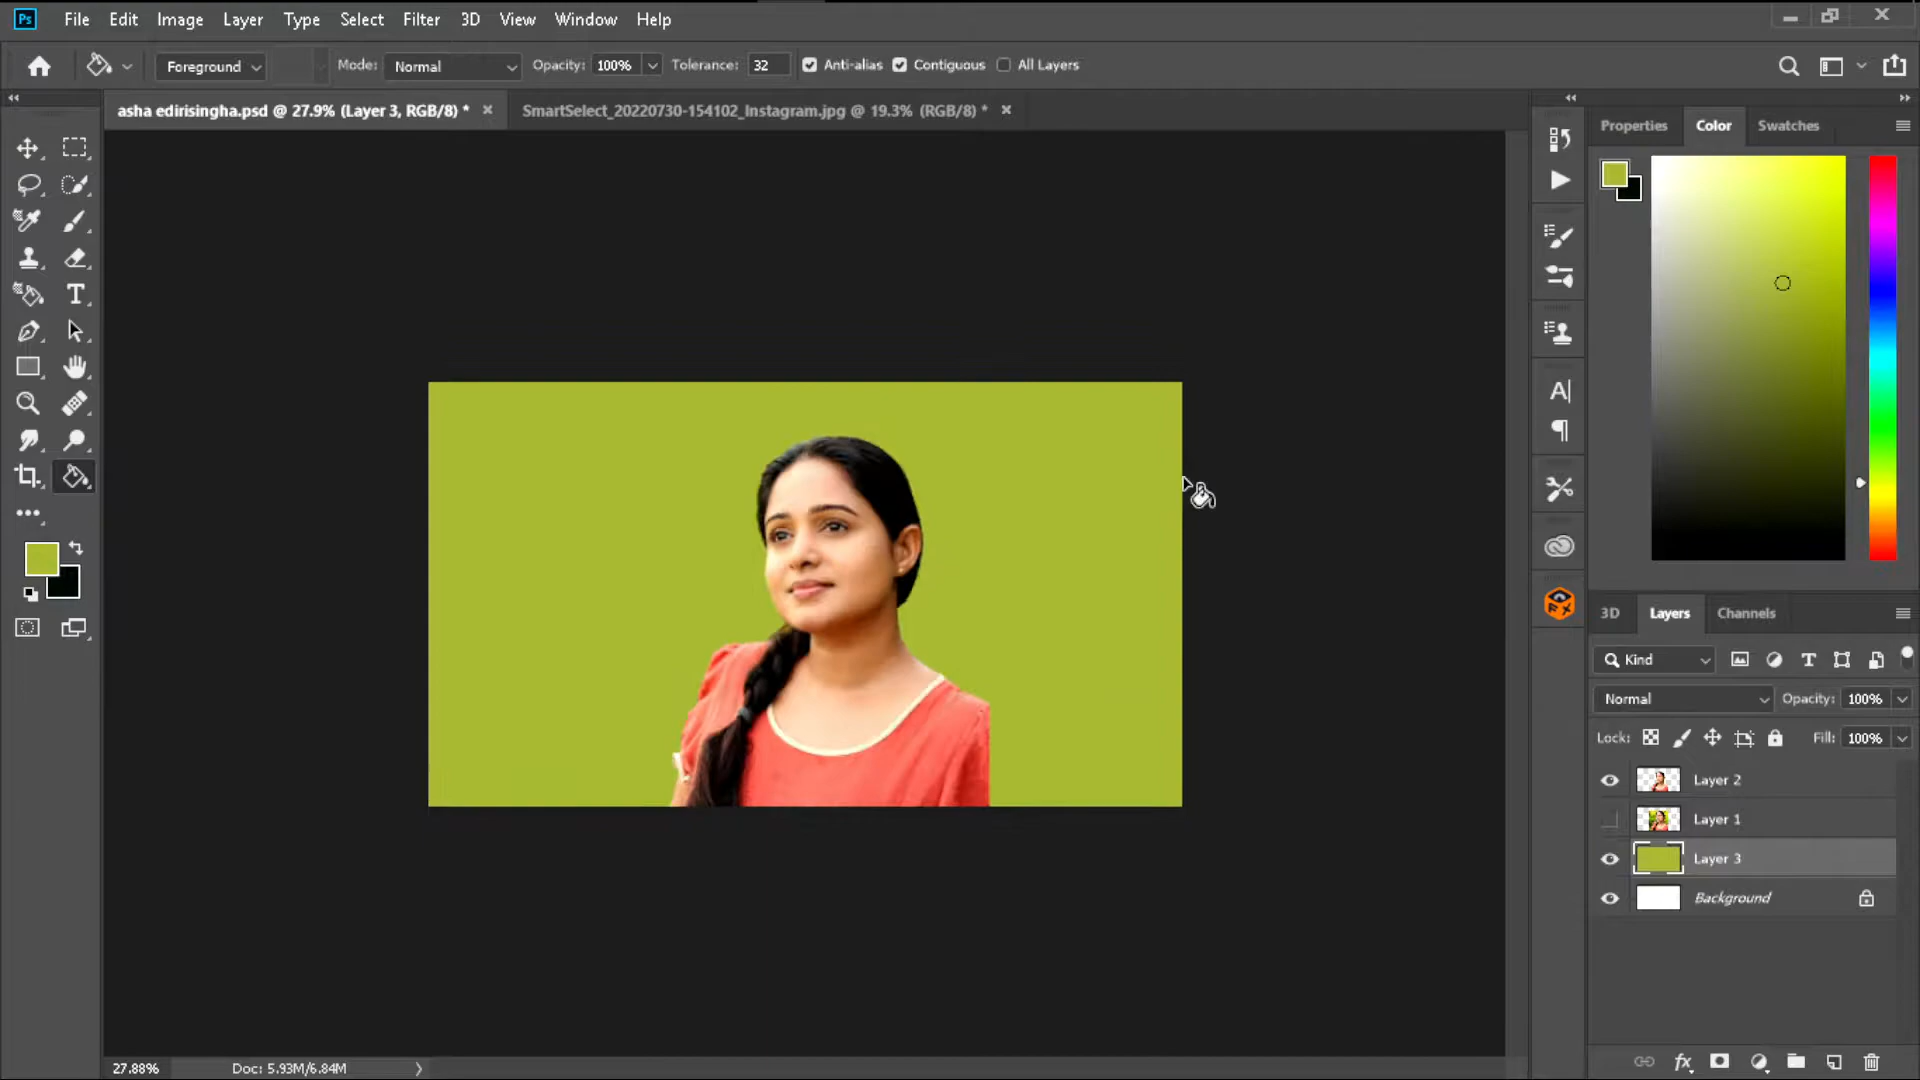 Ps File Edit Image Layer Type Select Filter 3D View Window Help
Foreground Mode: Normal Opacity: 100% Tolerance: 32 Anti-alias Contiguous All Layers
asha edirisingha.psd @ 27.9% (Layer 3, RGB/8) * SmartSelect_20220730-154102_Instagram.jpg @ 19.3% (RGB/8) *
Properties Color Swatches
3D Layers Channels
Kind
Normal Opacity: 100%
Lock: Fill: 100%
Layer 2
Layer 1
Layer 3
Background
27.88% Doc: 5.93M/6.84M
fx